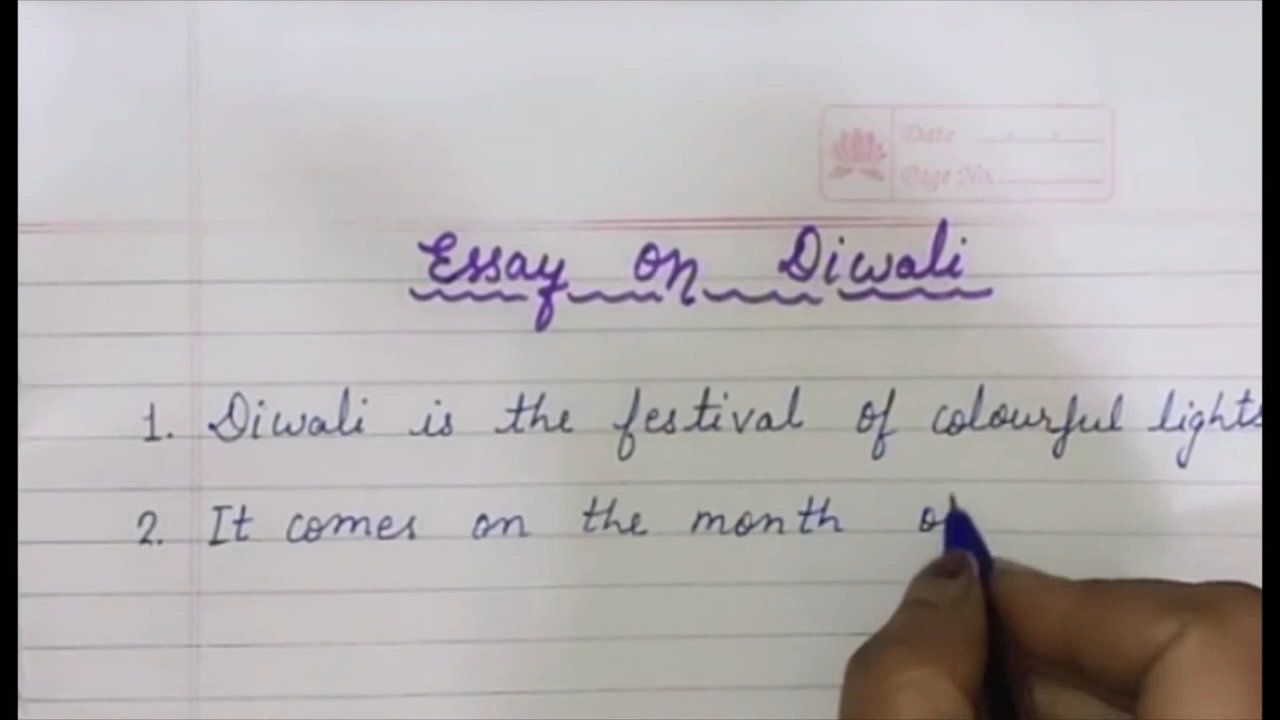 Date
Page No.
Essay on Diwali
1. Diwali is the festival of colourful lights
2. It comes on the month